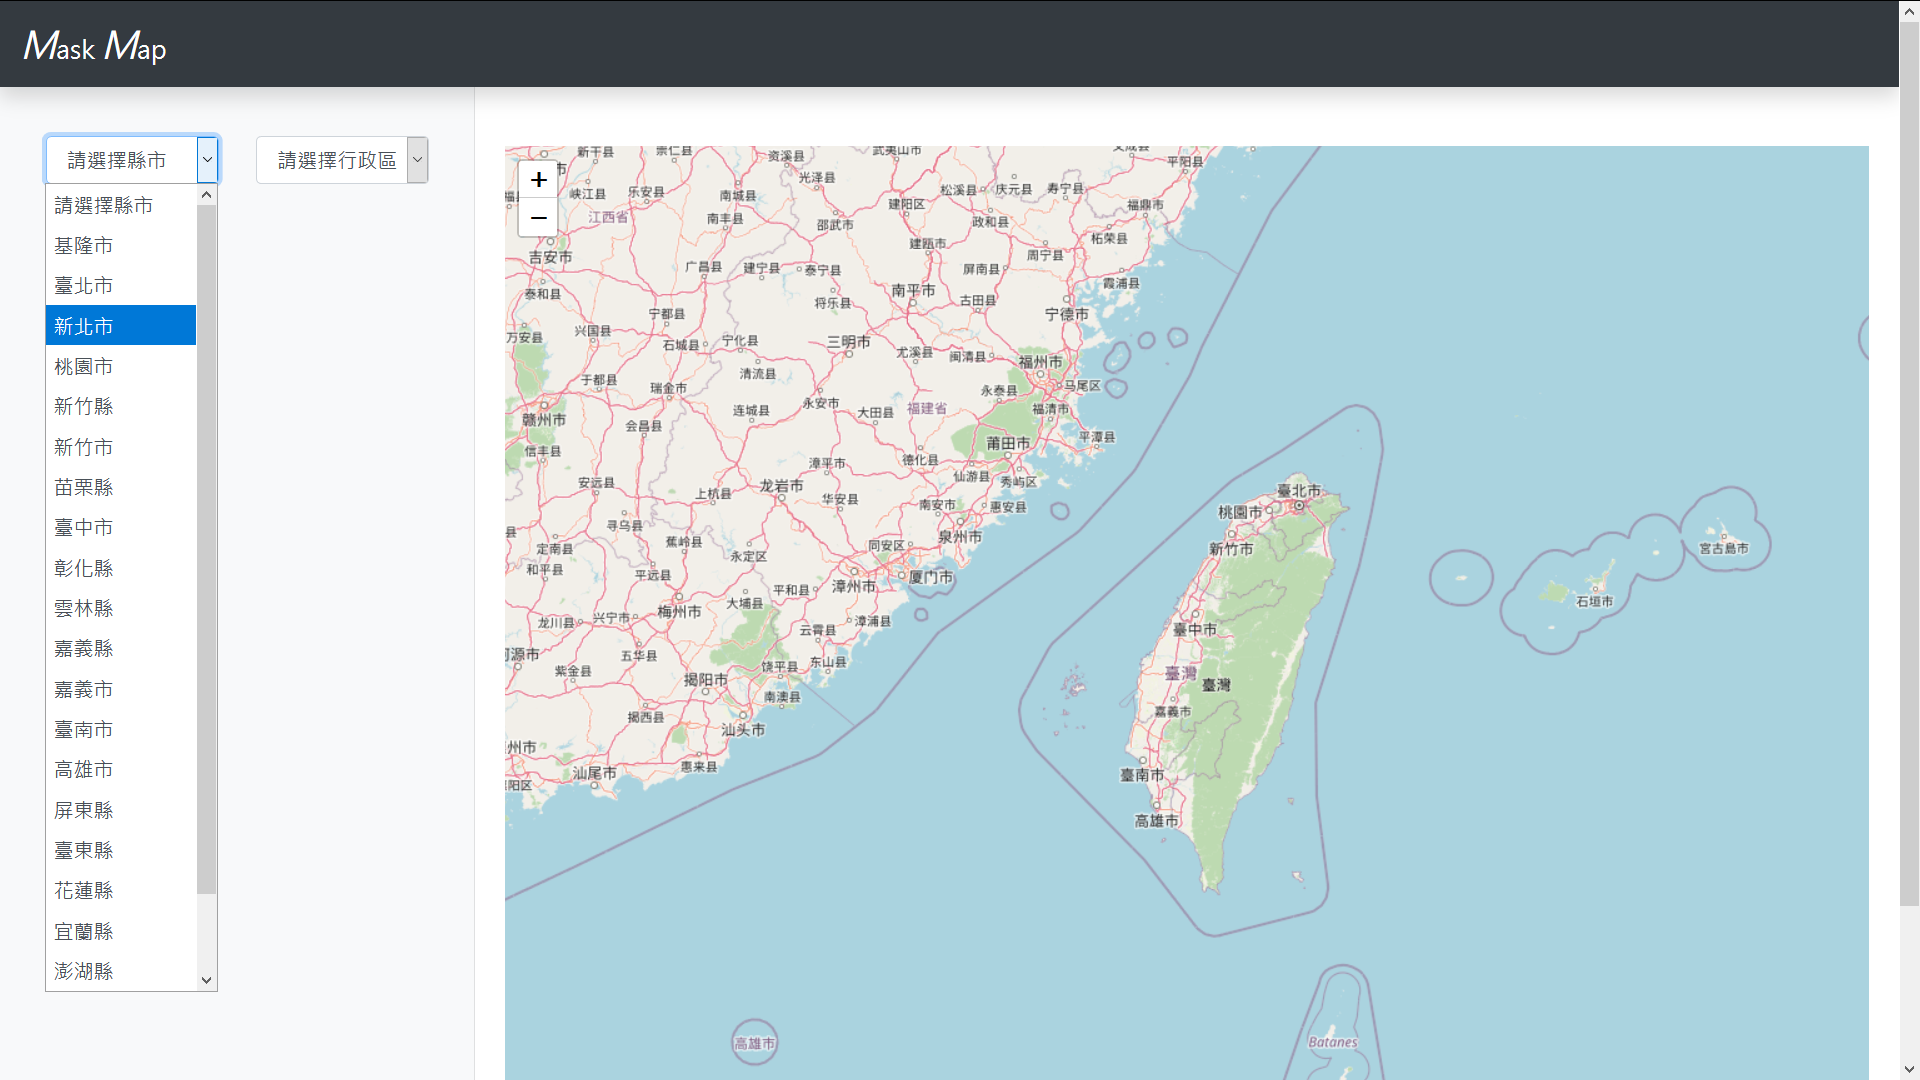 Mask Map
請選擇縣市
請選擇行政區
請選擇縣市
基隆市
臺北市
新北市
桃園市
新竹縣
新竹市
苗栗縣
臺中市
彰化縣
雲林縣
嘉義縣
嘉義市
臺南市
高雄市
屏東縣
臺東縣
花蓮縣
宜蘭縣
澎湖縣
+
−
新干县
崇仁县
资溪县
武夷山市
平阳县
光泽县
峡江县
乐安县
南城县
松溪县
庆元县
寿宁县
江西省
南丰县
邵武市
建阳区
政和县
福鼎市
吉安市
建瓯市
周宁县
柘荣县
广昌县
建宁县
泰宁县
屏南县
霞浦县
泰和县
将乐县
南平市
古田县
宁德市
宁都县
万安县
兴国县
石城县
宁化县
三明市
尤溪县
闽清县
福州市
于都县
瑞金市
清流县
永泰县
马尾区
赣州市
会昌县
连城县
永安市
大田县
福建省
福清市
信丰县
漳平市
德化县
莆田市
平潭县
安远县
上杭县
龙岩市
华安县
仙游县
秀屿区
寻乌县
南安市
惠安县
定南县
蕉岭县
永定区
同安区
泉州市
和平县
平远县
平和县
漳州市
厦门市
龙川县
兴宁市
梅州市
大埔县
云霄县
漳浦县
河源市
五华县
紫金县
揭阳市
饶平县
东山县
南澳县
揭西县
汕头市
汕尾市
惠来县
臺北市
桃園市
新竹市
臺中市
臺灣
臺灣
嘉義市
臺南市
高雄市
宮古島市
石垣市
高雄市
Batanes